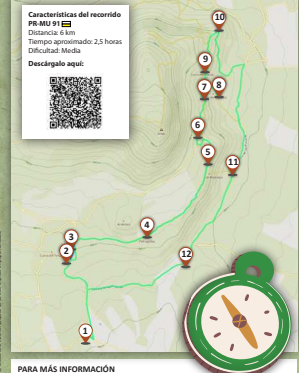 Características del recorrido
PR-MU 91
Distancia: 6 km
Tiempo aproximado: 2,5 horas
Dificultad: Media
Descárgalo aquí:
10
9
7 8
6
5
11
4
3
2
12
1
PARA MÁS INFORMACIÓN